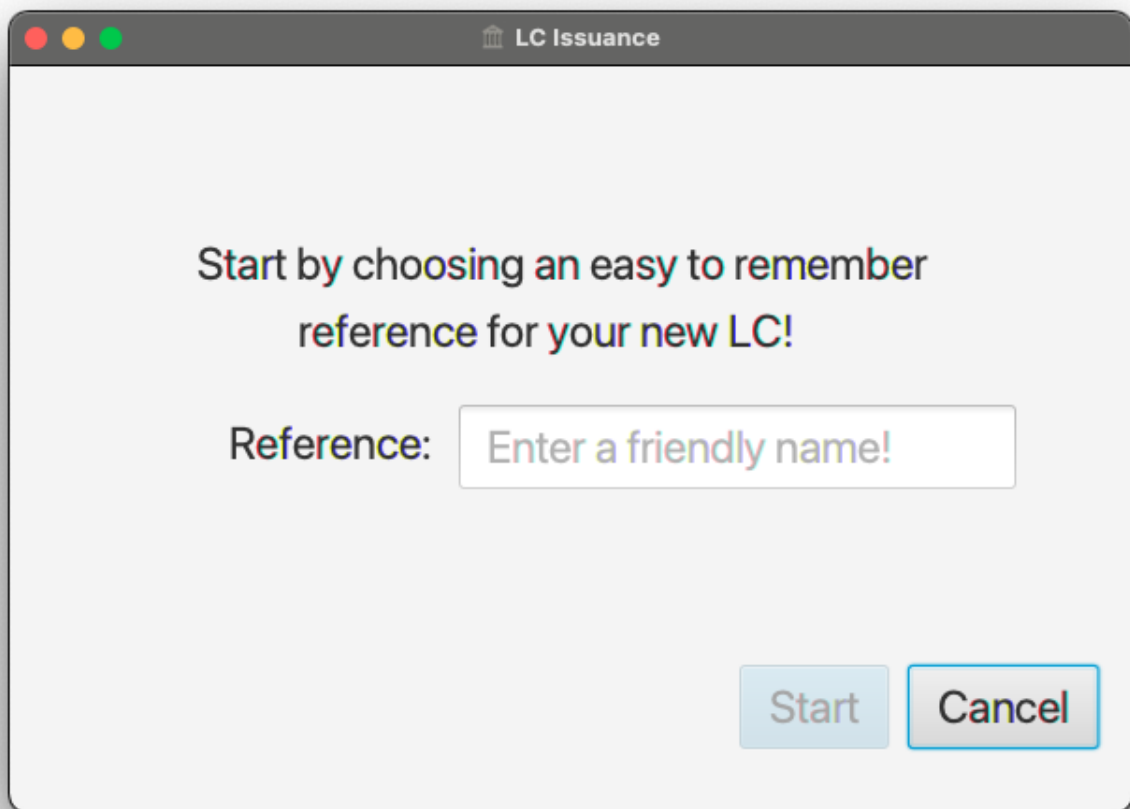 LC Issuance
Start by choosing an easy to remember
reference for your new LC!
Reference: Enter a friendly name!
Start Cancel